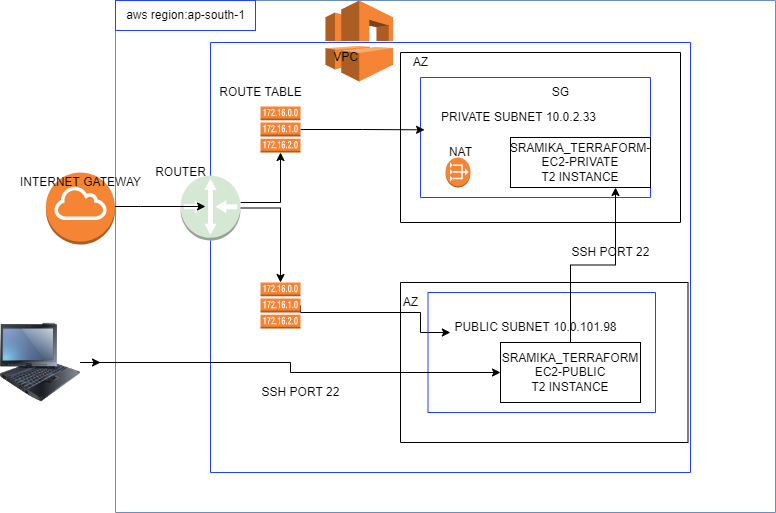 aws region:ap-south-1
VPC
AZ
ROUTE TABLE
SG
172.16.0.0
172.16.1.0
172.16.2.0
PRIVATE SUBNET 10.0.2.33
NAT
SRAMIKA_TERRAFORM-
EC2-PRIVATE
T2 INSTANCE
ROUTER
INTERNET GATEWAY
SSH PORT 22
172.16.0.0
172.16.1.0
172.16.2.0
AZ
PUBLIC SUBNET 10.0.101.98
SRAMIKA_TERRAFORM
EC2-PUBLIC
T2 INSTANCE
SSH PORT 22